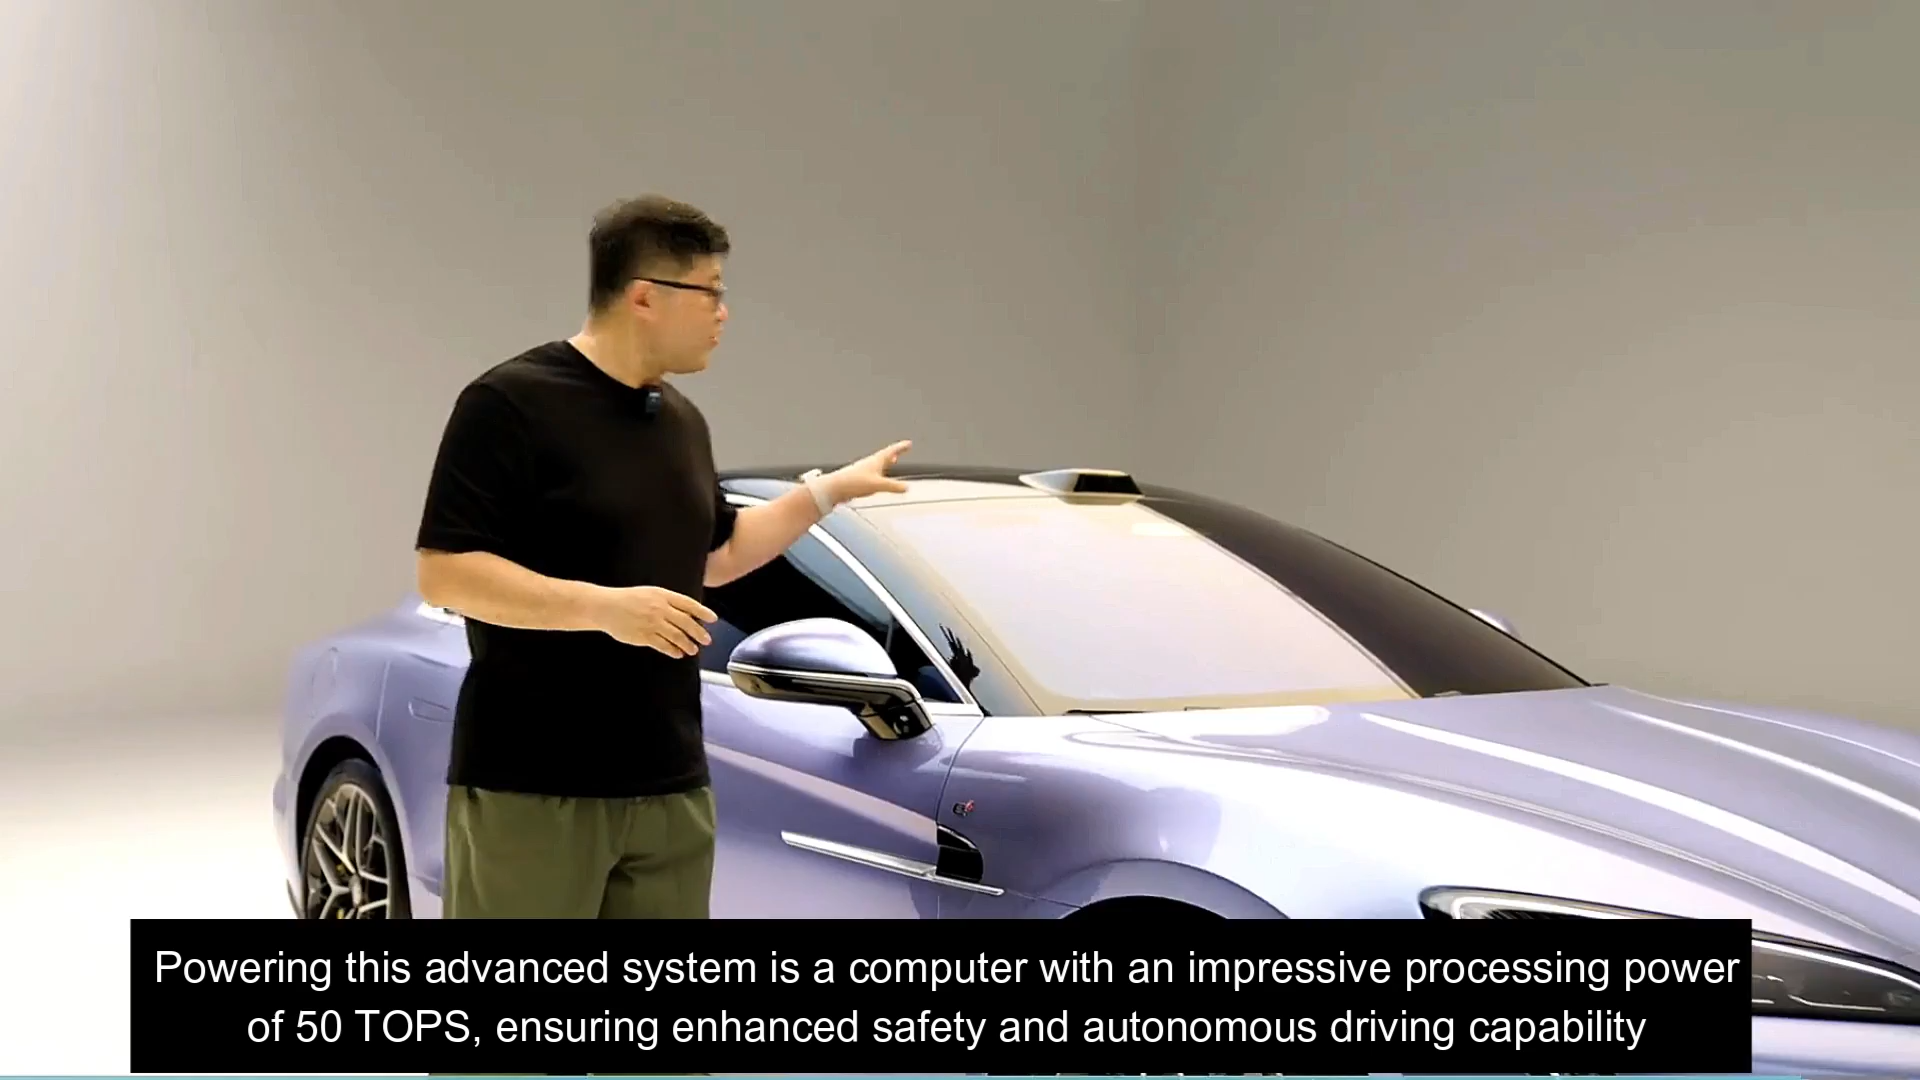 Powering this advanced system is a computer with an impressive processing power
of 50 TOPS, ensuring enhanced safety and autonomous driving capability